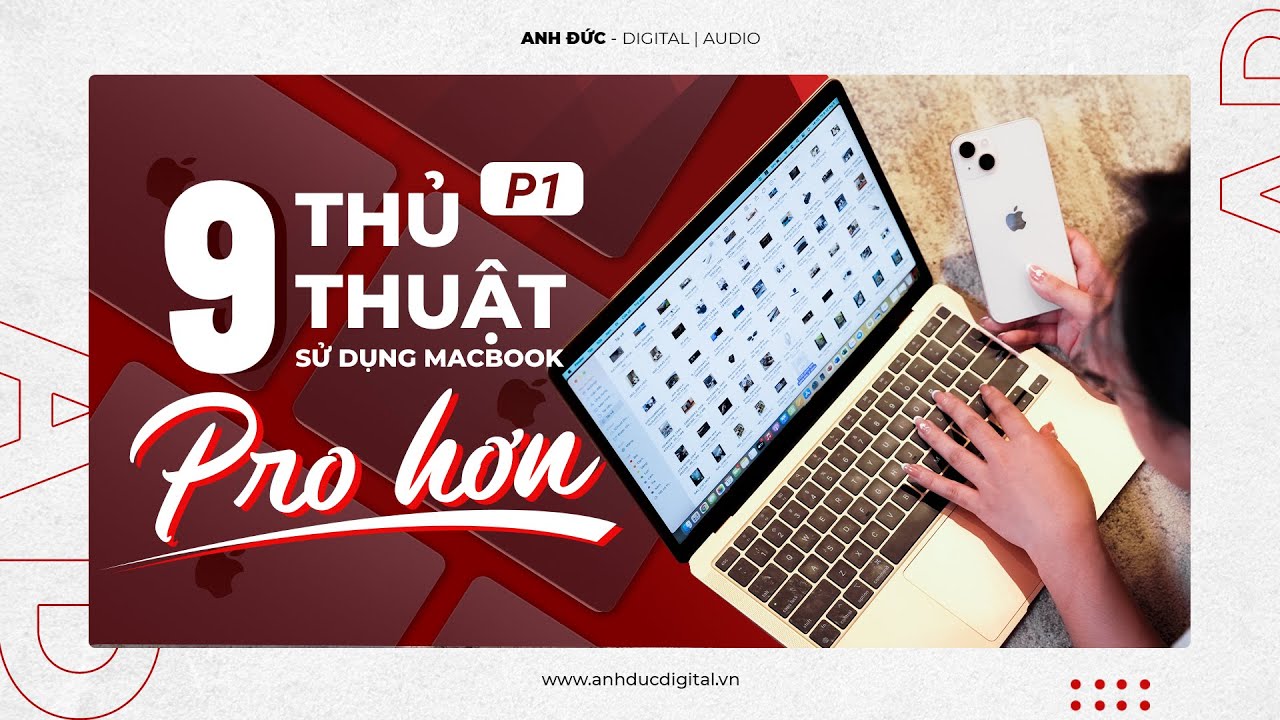 ANH ĐỨC - DIGITAL | AUDIO
9
THỦ
P1
THUẬT
SỬ DỤNG MACBOOK
Pro hơn
www.anhducdigital.vn